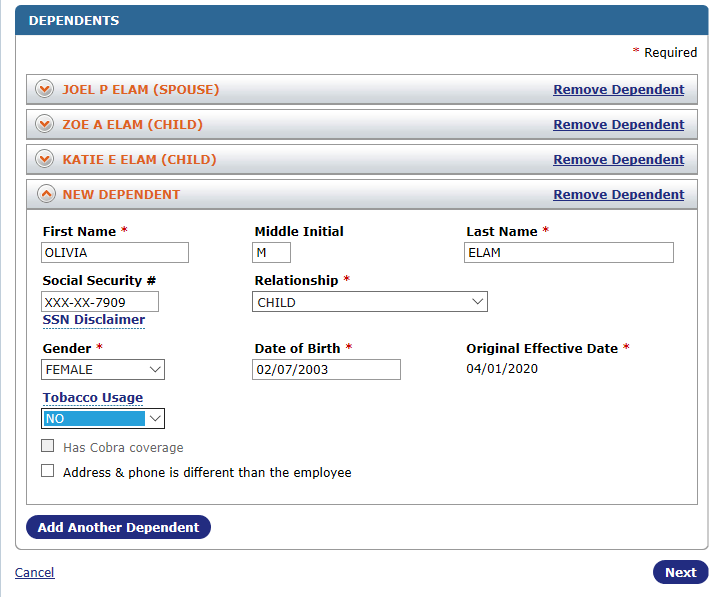 DEPENDENTS
* Required
JOEL P ELAM (SPOUSE) Remove Dependent
ZOE A ELAM (CHILD) Remove Dependent
KATIE E ELAM (CHILD) Remove Dependent
NEW DEPENDENT Remove Dependent
First Name * Middle Initial Last Name *
OLIVIA M ELAM
Social Security # Relationship *
XXX-XX-7909 CHILD
SSN Disclaimer
Gender * Date of Birth * Original Effective Date *
FEMALE 02/07/2003 04/01/2020
Tobacco Usage
NO
Has Cobra coverage
Address & phone is different than the employee
Add Another Dependent
Cancel Next